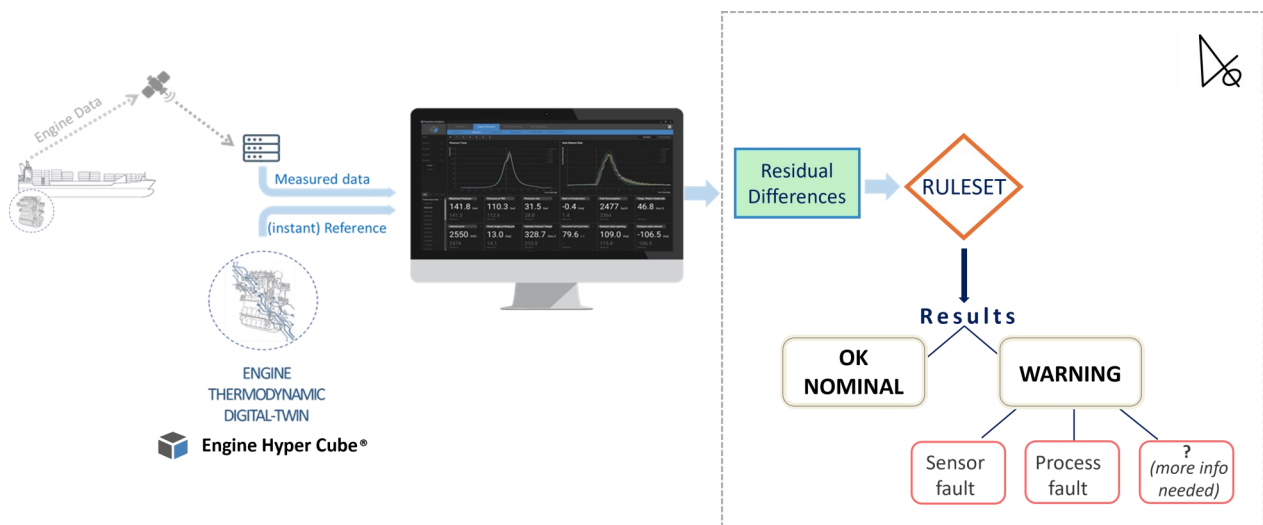 Engine Data
Measured data
(instant) Reference
ENGINE
THERMODYNAMIC
DIGITAL-TWIN
Engine Hyper Cube®
141.8
110.3
31.5
-0.4
2477
46.8
2550
13.0
328.7
79.6
109.0
-106.5
Residual
Differences
RULESET
Results
OK
NOMINAL
WARNING
Sensor
fault
Process
fault
?
(more info
needed)